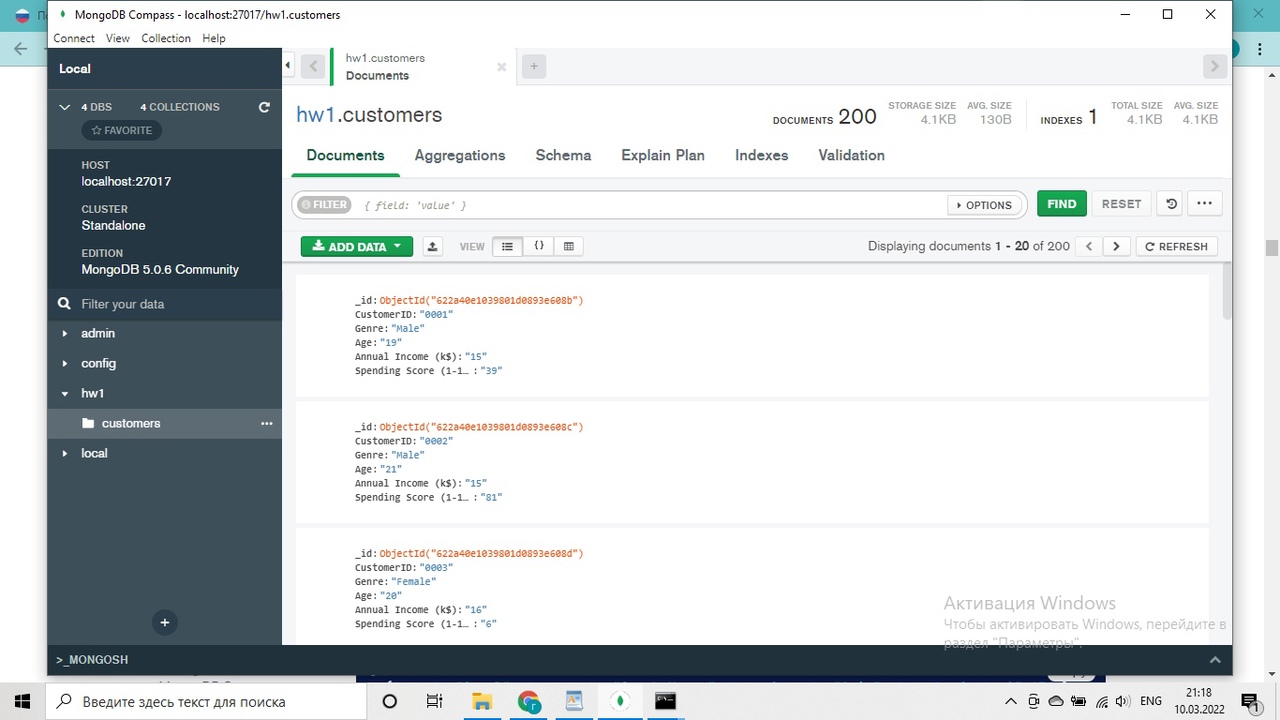 MongoDB Compass - localhost:27017/hw1.customers
Connect View Collection Help
Local
4 DBS 4 COLLECTIONS
FAVORITE
HOST
localhost:27017
CLUSTER
Standalone
EDITION
MongoDB 5.0.6 Community
Filter your data
admin
config
hw1
customers
local
hw1.customers
Documents
hw1.customers
DOCUMENTS 200
STORAGE SIZE
4.1KB
AVG. SIZE
130B
INDEXES 1
TOTAL SIZE
4.1KB
AVG. SIZE
4.1KB
Documents Aggregations Schema Explain Plan Indexes Validation
FILTER { field: 'value' } OPTIONS FIND RESET
ADD DATA VIEW {} Displaying documents 1 - 20 of 200 REFRESH
_id: ObjectId("622a40e1039801d0893e608b")
CustomerID: "0001"
Genre: "Male"
Age: "19"
Annual Income (k$): "15"
Spending Score (1-1… : "39"
_id: ObjectId("622a40e1039801d0893e608c")
CustomerID: "0002"
Genre: "Male"
Age: "21"
Annual Income (k$): "15"
Spending Score (1-1… : "81"
_id: ObjectId("622a40e1039801d0893e608d")
CustomerID: "0003"
Genre: "Female"
Age: "20"
Annual Income (k$): "16"
Spending Score (1-1… : "6"
Активация Windows
Чтобы активировать Windows, перейдите в
раздел "Параметры".
>_MONGOSH
Введите здесь текст для поиска
ENG
21:18
10.03.2022
1